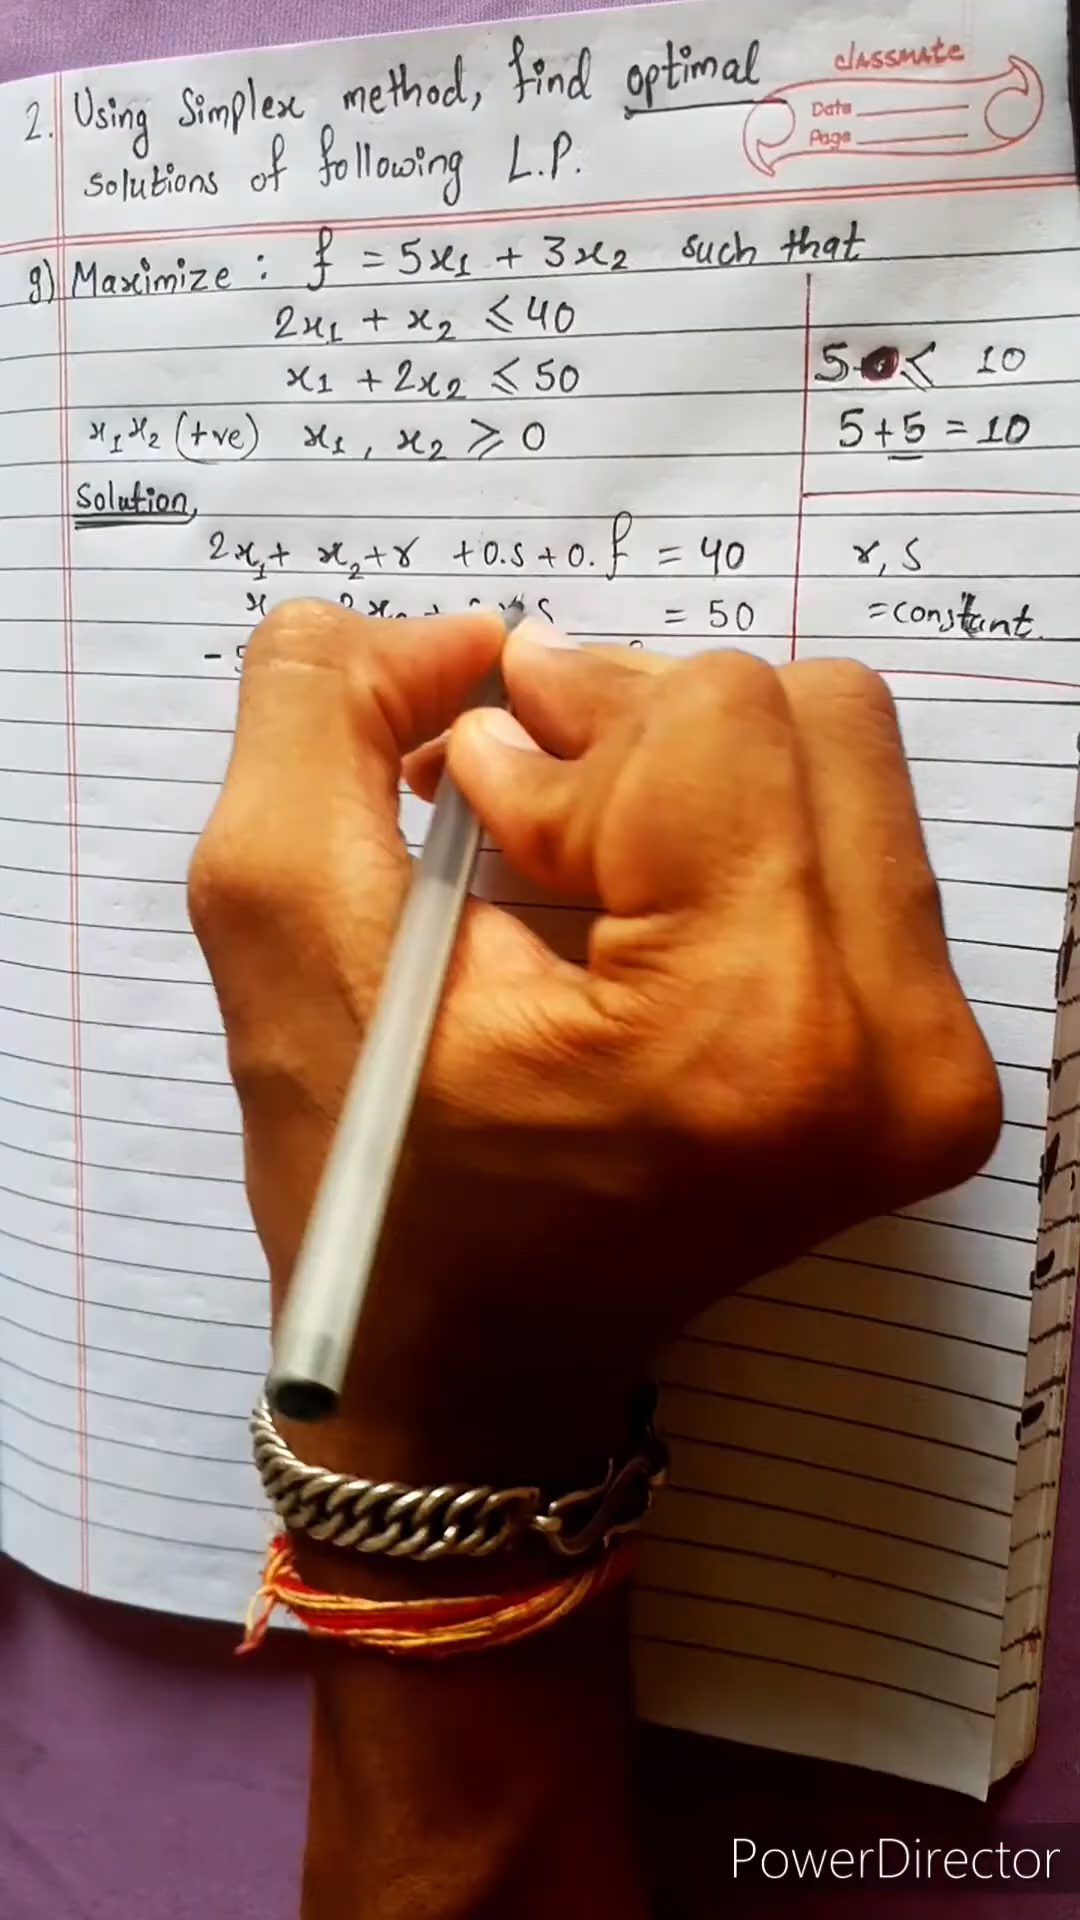 2. Using Simplex method, find optimal
solutions of following L.P.
classmate
Date
Page
g) Maximize : f = 5x₁ + 3x₂ such that
2x₁ + x₂ ≤ 40
x₁ + 2x₂ ≤ 50
x₁ x₂ (+ve) x₁, x₂ ≥ 0
5 ≤ 10
5+5 = 10
Solution,
2x₁ + x₂ + r + 0.s + 0.f = 40
= 50
r, s
= constant.
PowerDirector